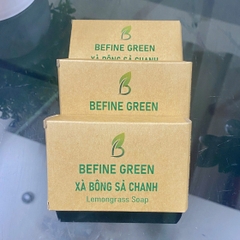 BEFINE GREEN
XÀ BÔNG SẢ CHANH
BEFINE GREEN
BEFINE GREEN
XÀ BÔNG SẢ CHANH
Lemongrass Soap